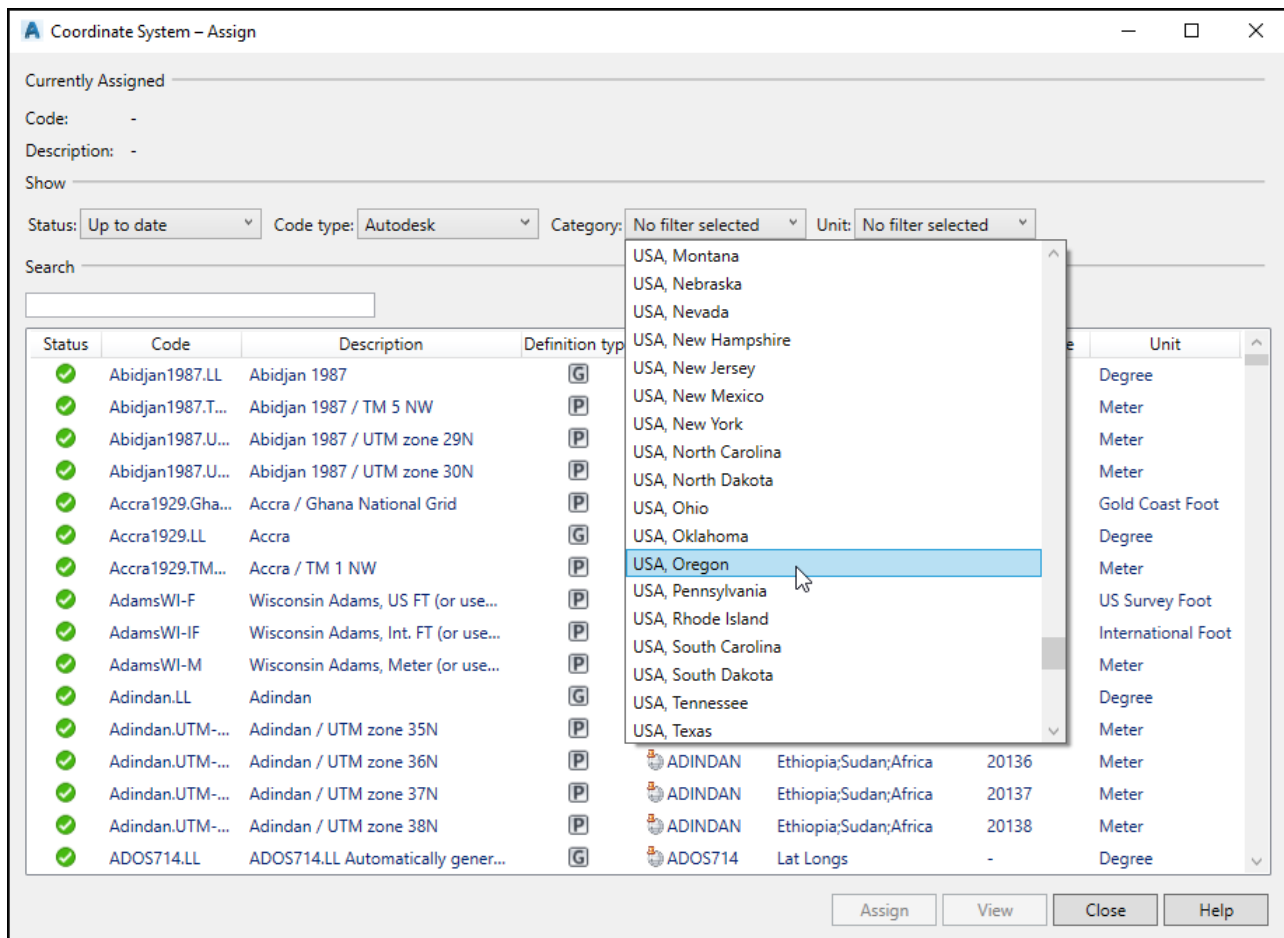 Coordinate System – Assign
Currently Assigned
Code: -
Description: -
Show
Status: Up to date Code type: Autodesk Category: No filter selected Unit: No filter selected
Search
USA, Montana
USA, Nebraska
USA, Nevada
USA, New Hampshire
USA, New Jersey
USA, New Mexico
USA, New York
USA, North Carolina
USA, North Dakota
USA, Ohio
USA, Oklahoma
USA, Oregon
USA, Pennsylvania
USA, Rhode Island
USA, South Carolina
USA, South Dakota
USA, Tennessee
USA, Texas
Status Code Description Definition typ e Unit
Abidjan1987.LL Abidjan 1987 G Degree
Abidjan1987.T... Abidjan 1987 / TM 5 NW P Meter
Abidjan1987.U... Abidjan 1987 / UTM zone 29N P Meter
Abidjan1987.U... Abidjan 1987 / UTM zone 30N P Meter
Accra1929.Gha... Accra / Ghana National Grid P Gold Coast Foot
Accra1929.LL Accra G Degree
Accra1929.TM... Accra / TM 1 NW P Meter
AdamsWI-F Wisconsin Adams, US FT (or use... P US Survey Foot
AdamsWI-IF Wisconsin Adams, Int. FT (or use... P International Foot
AdamsWI-M Wisconsin Adams, Meter (or use... P Meter
Adindan.LL Adindan G Degree
Adindan.UTM-... Adindan / UTM zone 35N P Meter
Adindan.UTM-... Adindan / UTM zone 36N P ADINDAN Ethiopia;Sudan;Africa 20136 Meter
Adindan.UTM-... Adindan / UTM zone 37N P ADINDAN Ethiopia;Sudan;Africa 20137 Meter
Adindan.UTM-... Adindan / UTM zone 38N P ADINDAN Ethiopia;Sudan;Africa 20138 Meter
ADOS714.LL ADOS714.LL Automatically gener... G ADOS714 Lat Longs - Degree
Assign View Close Help